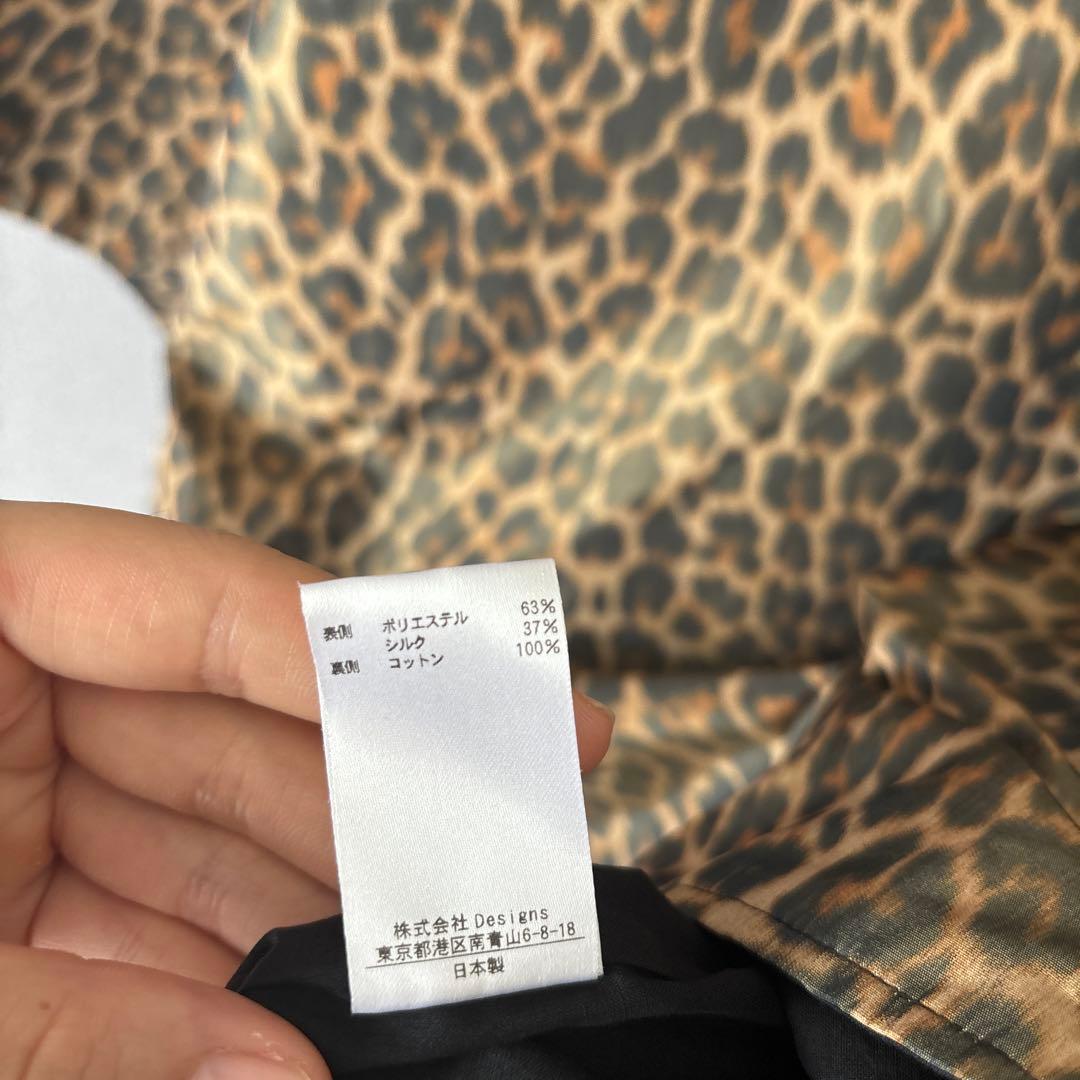 表側 ポリエステル 63%
シルク 37%
裏側 コットン 100%
株式会社 Designs
東京都港区南青山6-8-18
日本製